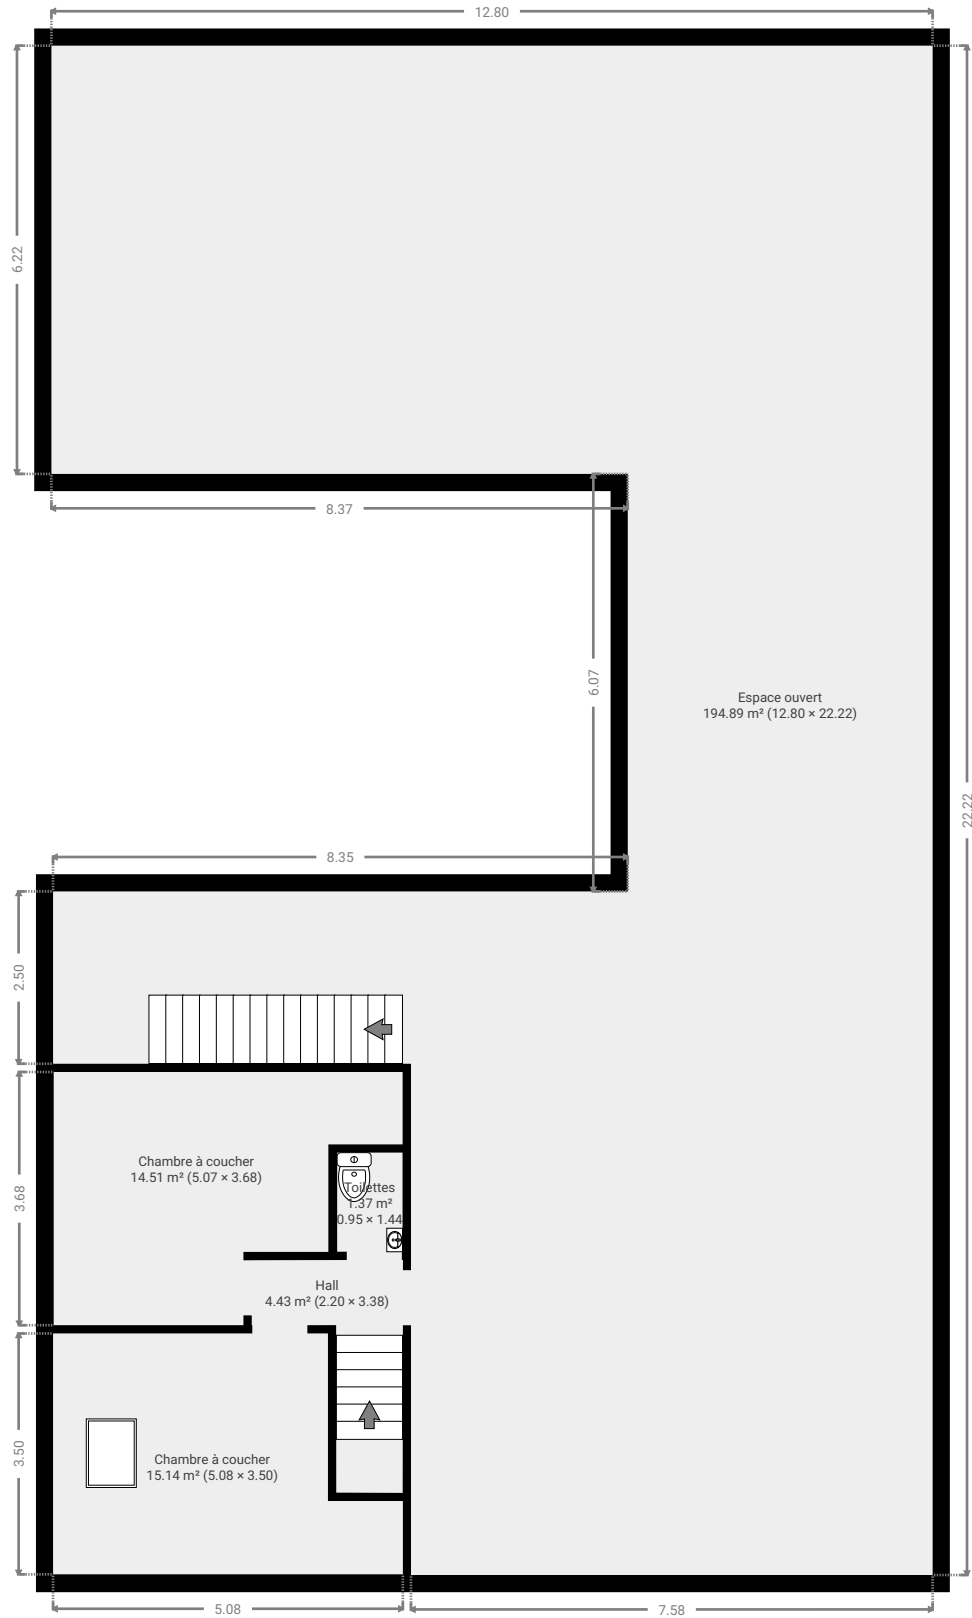 12.80
6.22
8.37
6.07
Espace ouvert
194.89 m² (12.80 × 22.22)
22.22
8.35
2.50
Chambre à coucher
14.51 m² (5.07 × 3.68)
3.68
Toilettes
1.37 m²
0.95 × 1.44
Hall
4.43 m² (2.20 × 3.38)
3.50
Chambre à coucher
15.14 m² (5.08 × 3.50)
5.08
7.58